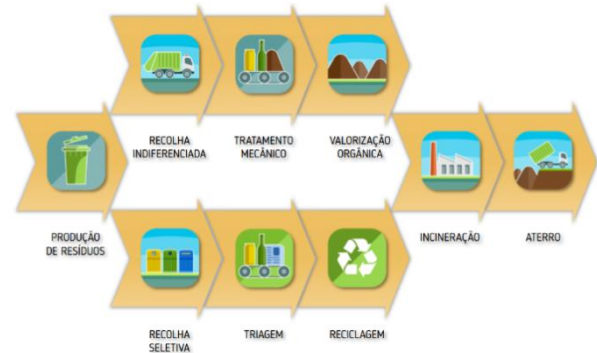 RECOLHA
INDIFERENCIADA
TRATAMENTO
MECÂNICO
VALORIZAÇÃO
ORGÂNICA
PRODUÇÃO
DE RESÍDUOS
INCINERAÇÃO
ATERRO
RECOLHA
SELETIVA
TRIAGEM
RECICLAGEM